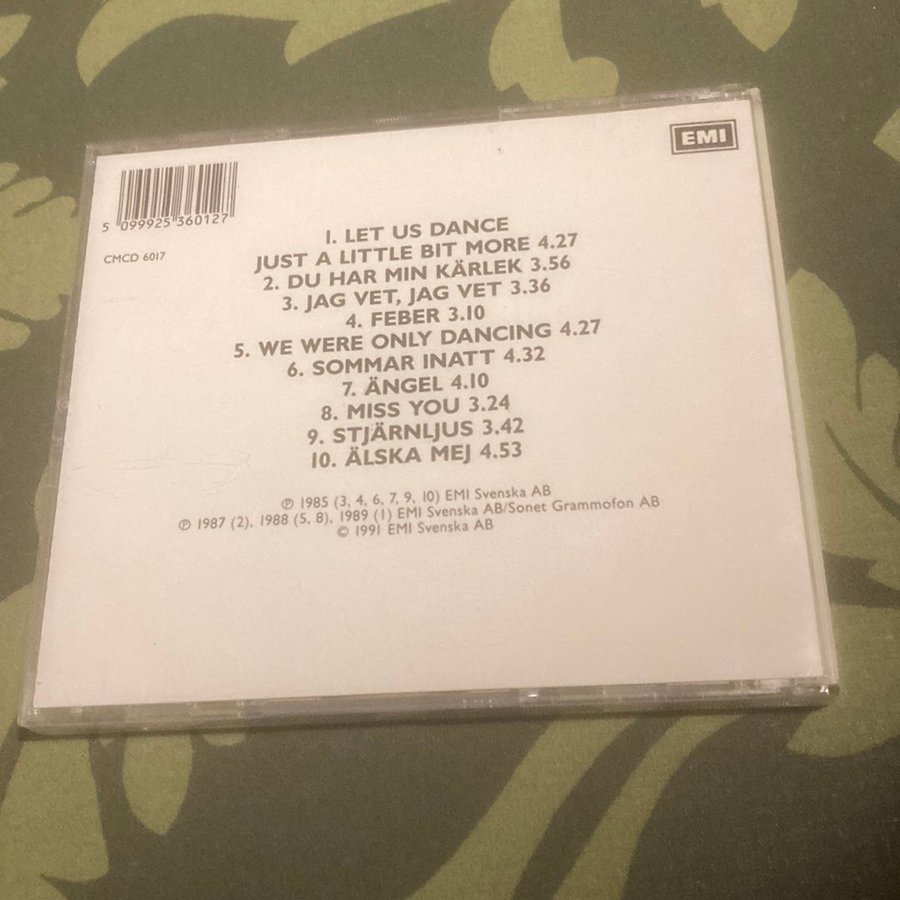 EMI
5 099925 360127
CMCD 6017
1. LET US DANCE
JUST A LITTLE BIT MORE 4.27
2. DU HAR MIN KÄRLEK 3.56
3. JAG VET, JAG VET 3.36
4. FEBER 3.10
5. WE WERE ONLY DANCING 4.27
6. SOMMAR INATT 4.32
7. ÄNGEL 4.10
8. MISS YOU 3.24
9. STJÄRNLJUS 3.42
10. ÄLSKA MEJ 4.53
℗ 1985 (3, 4, 6, 7, 9, 10) EMI Svenska AB
℗ 1987 (2), 1988 (5, 8), 1989 (1) EMI Svenska AB/Sonet Grammofon AB
© 1991 EMI Svenska AB